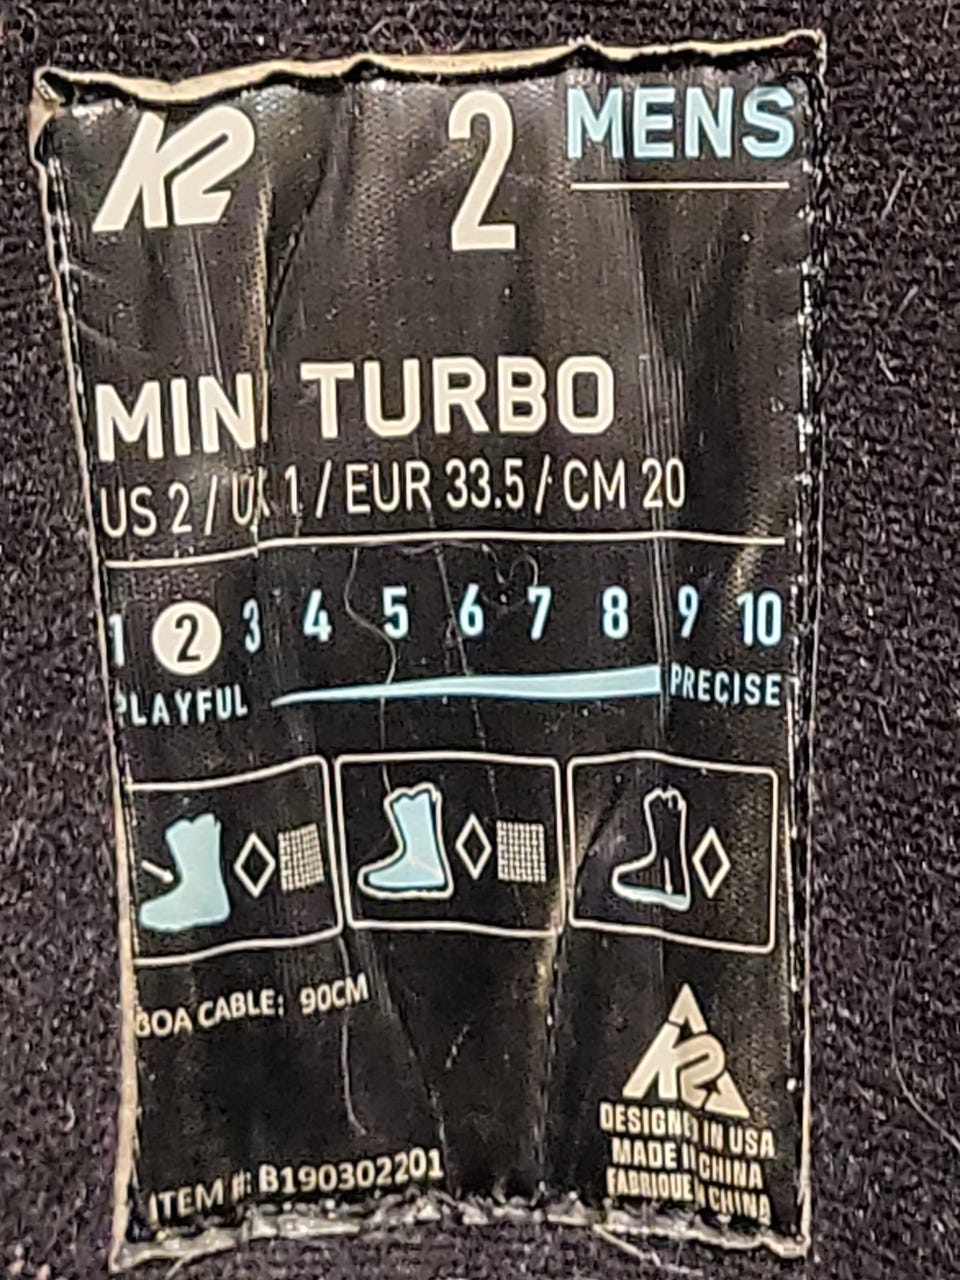 K2 2 MENS
MIN TURBO
US 2 / UK 1 / EUR 33.5 / CM 20
1 2 3 4 5 6 7 8 9 10
PLAYFUL PRECISE
BOA CABLE: 90CM
K2
DESIGNED IN USA
MADE IN CHINA
FABRIQUE CHINA
ITEM #: B190302201